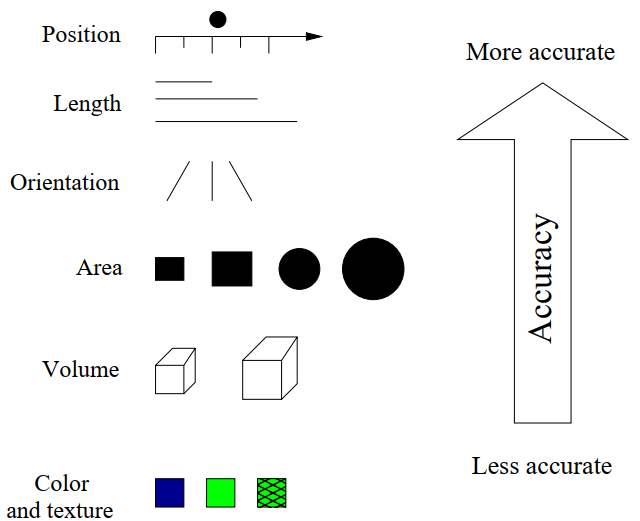 Position
More accurate
Length
Orientation
Accuracy
Area
Volume
Less accurate
Color
and texture